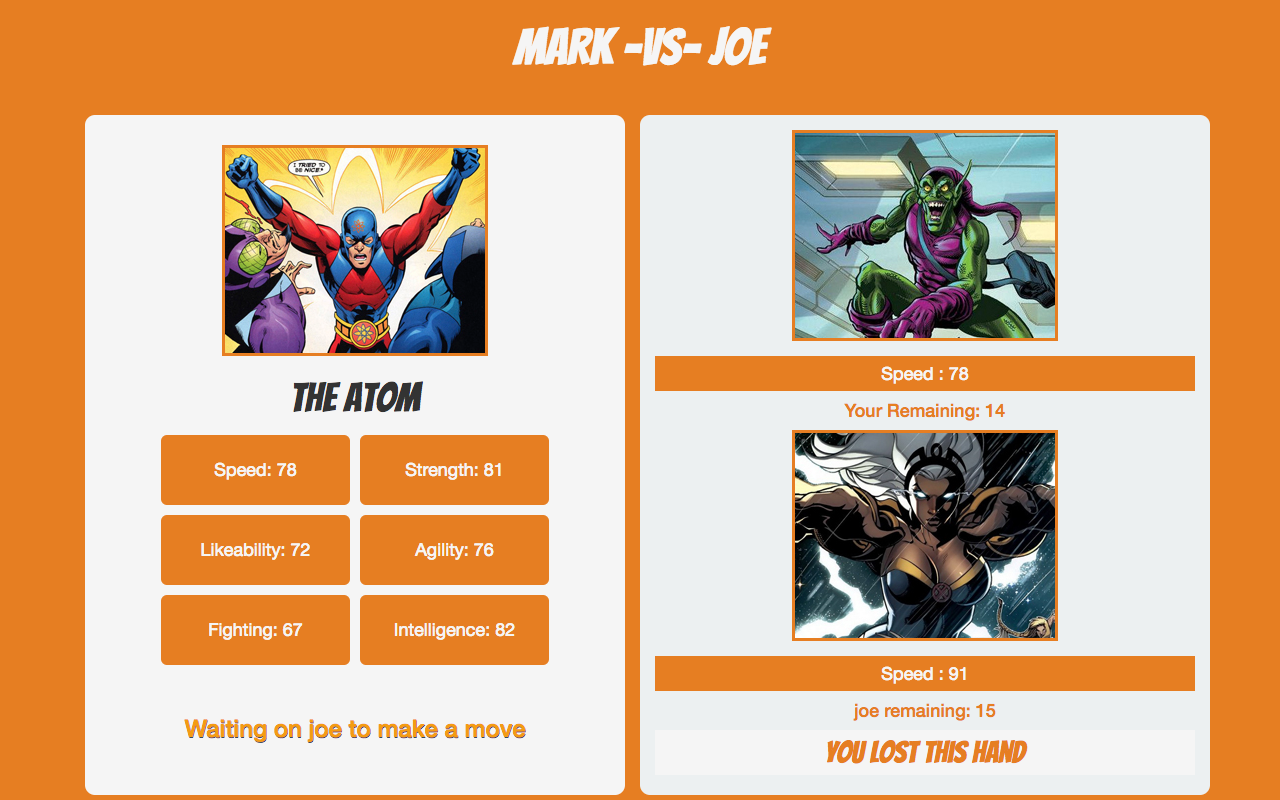 MARK -VS- JOE
I TRIED TO
BE NICE!
THE ATOM
Speed: 78
Strength: 81
Likeability: 72
Agility: 76
Fighting: 67
Intelligence: 82
Waiting on joe to make a move
Speed : 78
Your Remaining: 14
Speed : 91
joe remaining: 15
YOU LOST THIS HAND